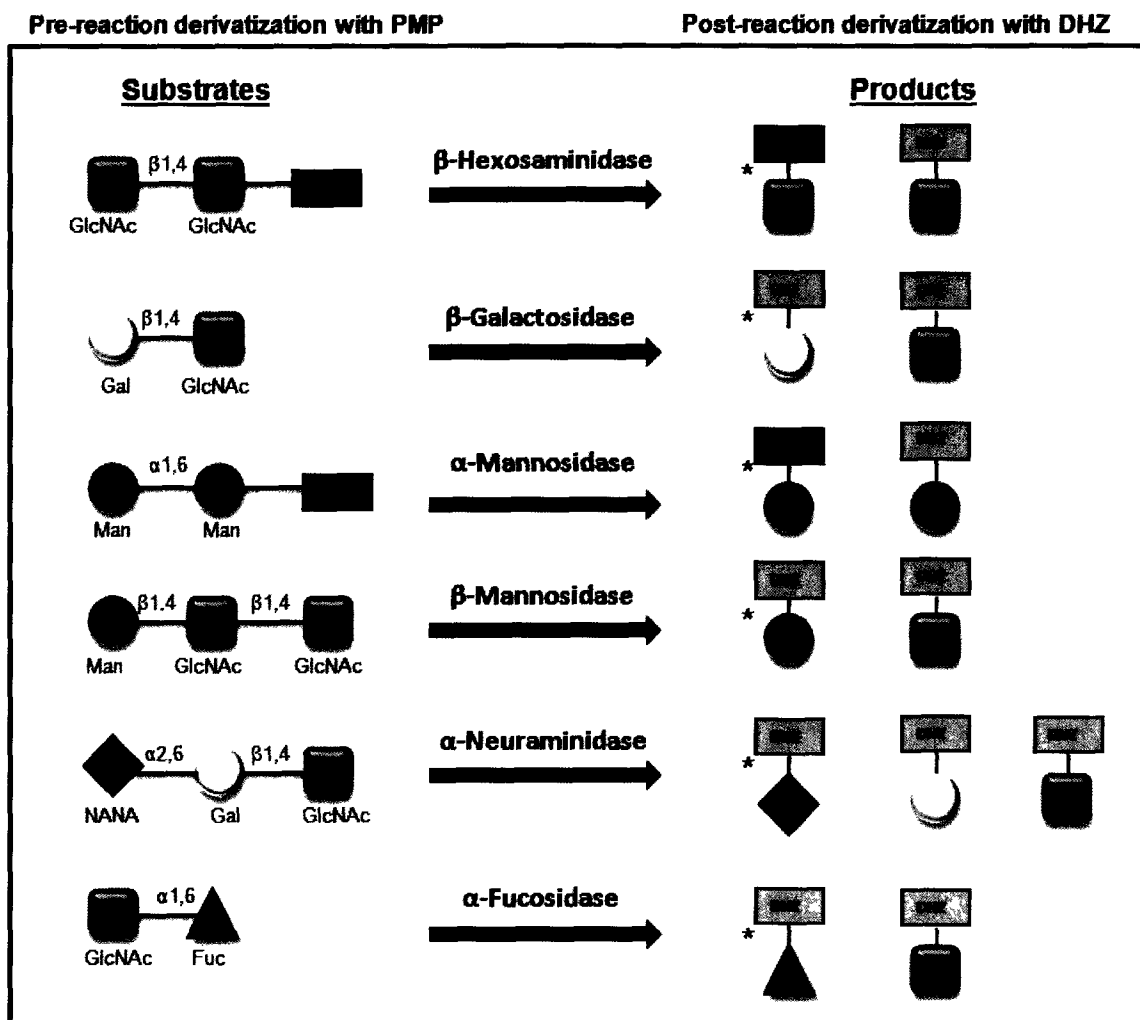 Pre-reaction derivatization with PMP
Post-reaction derivatization with DHZ
Substrates
Products
β1,4
GlcNAc GlcNAc
β-Hexosaminidase
*
β1,4
Gal GlcNAc
β-Galactosidase
*
α1,6
Man Man
α-Mannosidase
*
β1,4 β1,4
Man GlcNAc GlcNAc
β-Mannosidase
*
α2,6 β1,4
NANA Gal GlcNAc
α-Neuraminidase
*
α1,6
GlcNAc Fuc
α-Fucosidase
*